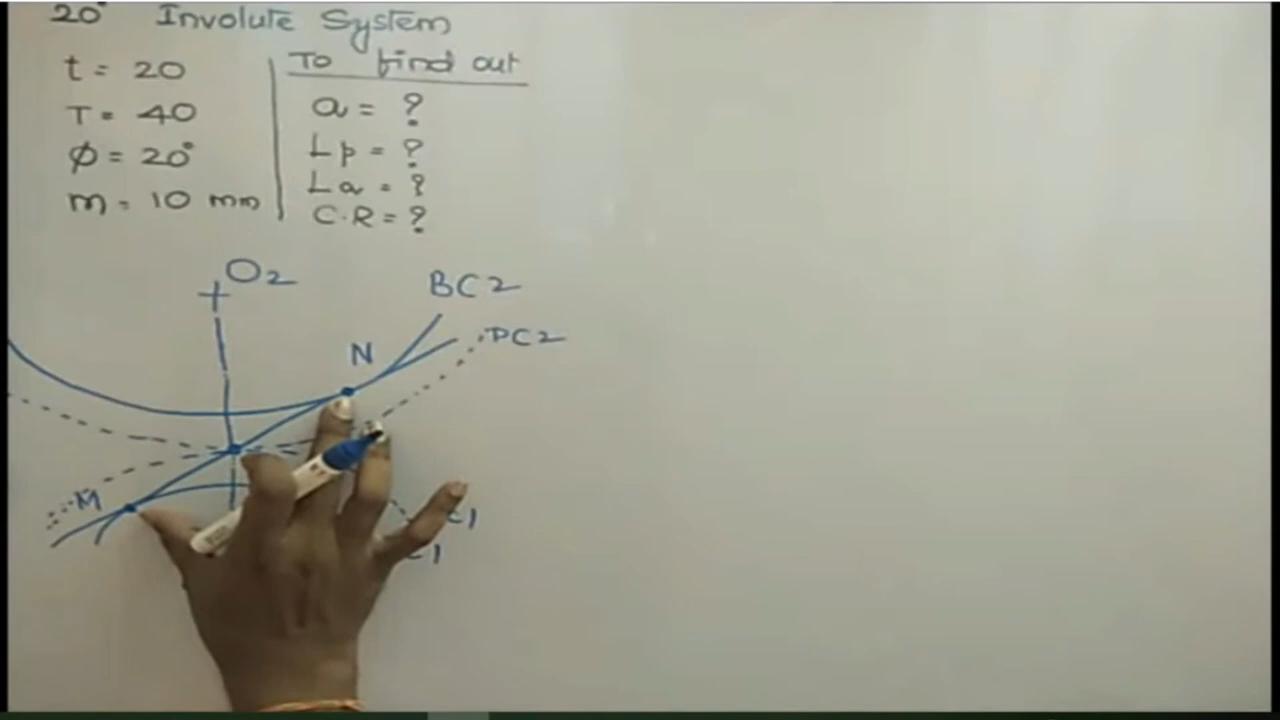 20° Involute System
t = 20
T = 40
φ = 20°
m = 10 mm
To find out
a = ?
Lp = ?
La = ?
C.R = ?
O2
BC2
PC2
N
M